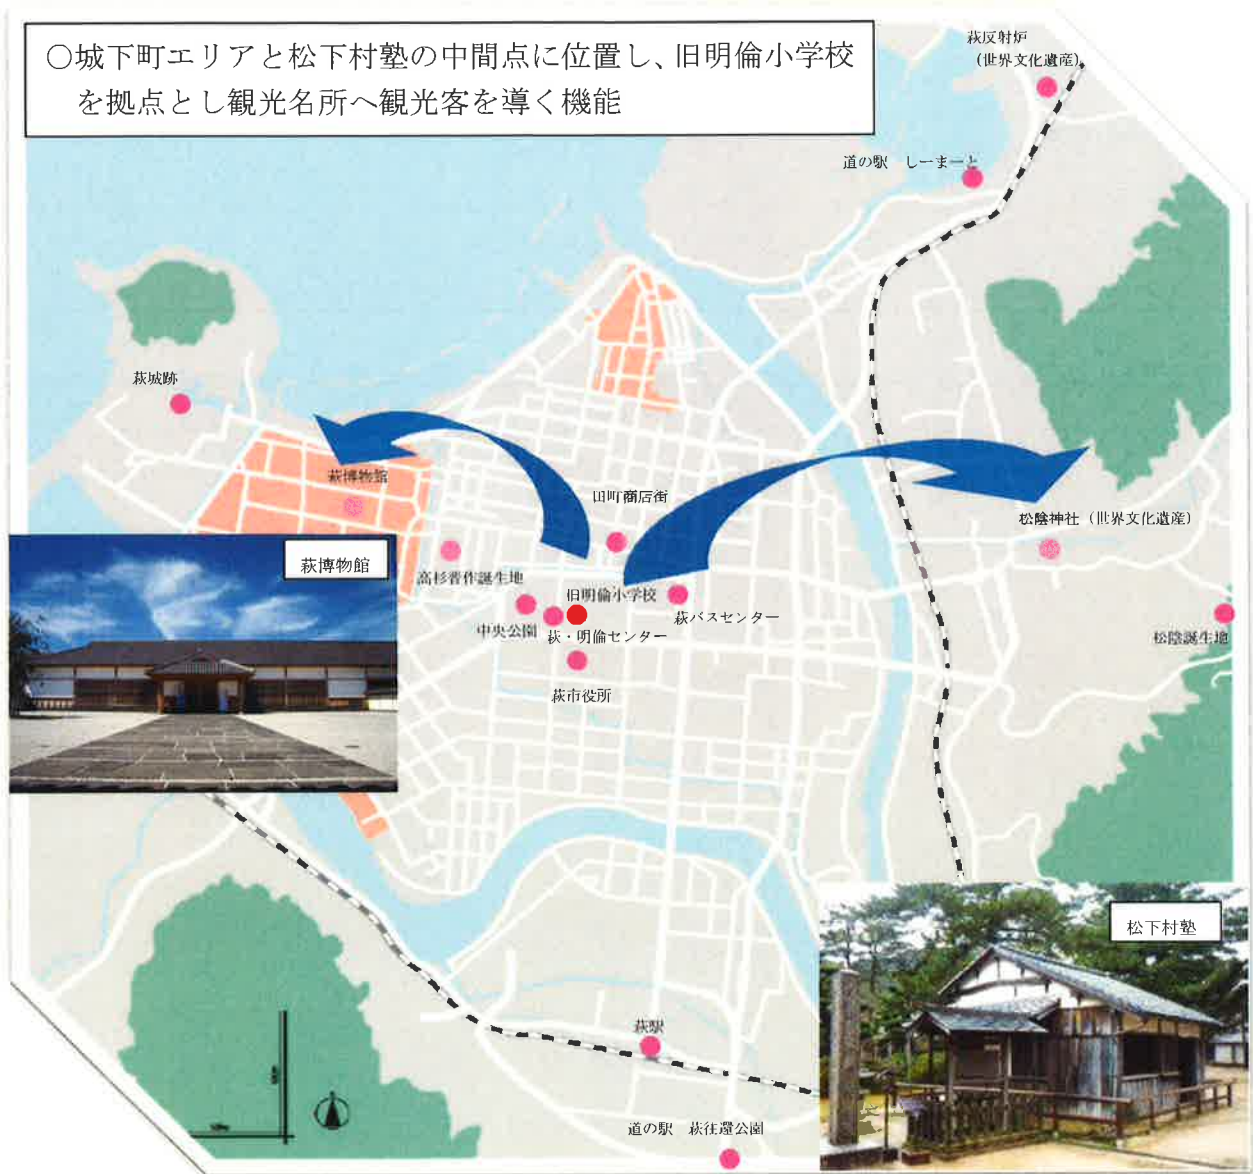 ○城下町エリアと松下村塾の中間点に位置し、旧明倫小学校
を拠点とし観光名所へ観光客を導く機能
萩反射炉
（世界文化遺産）
道の駅　しーまーと
萩城跡
萩博物館
田町商店街
松陰神社（世界文化遺産）
萩博物館
高杉晋作誕生地
旧明倫小学校
萩バスセンター
中央公園
萩・明倫センター
松陰誕生地
萩市役所
松下村塾
萩駅
道の駅　萩往還公園